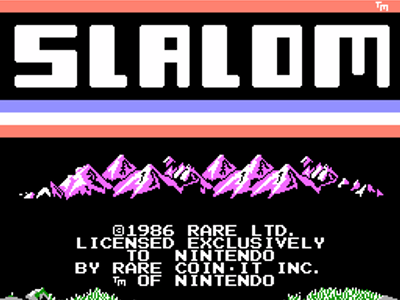 TM
SLALOM
©1986 RARE LTD.
LICENSED EXCLUSIVELY
TO NINTENDO
BY RARE COIN·IT INC.
TM OF NINTENDO